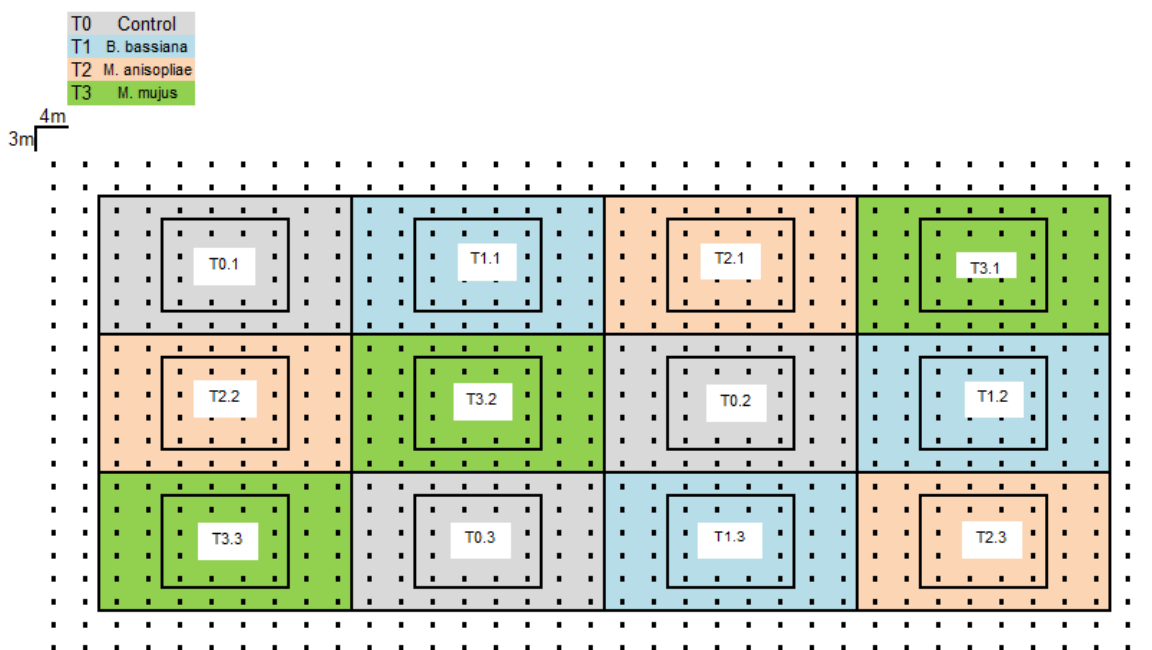 T0 Control
T1 B. bassiana
T2 M. anisopliae
T3 M. mujus
4m
3m
T0.1 T1.1 T2.1 T3.1
T2.2 T3.2 T0.2 T1.2
T3.3 T0.3 T1.3 T2.3